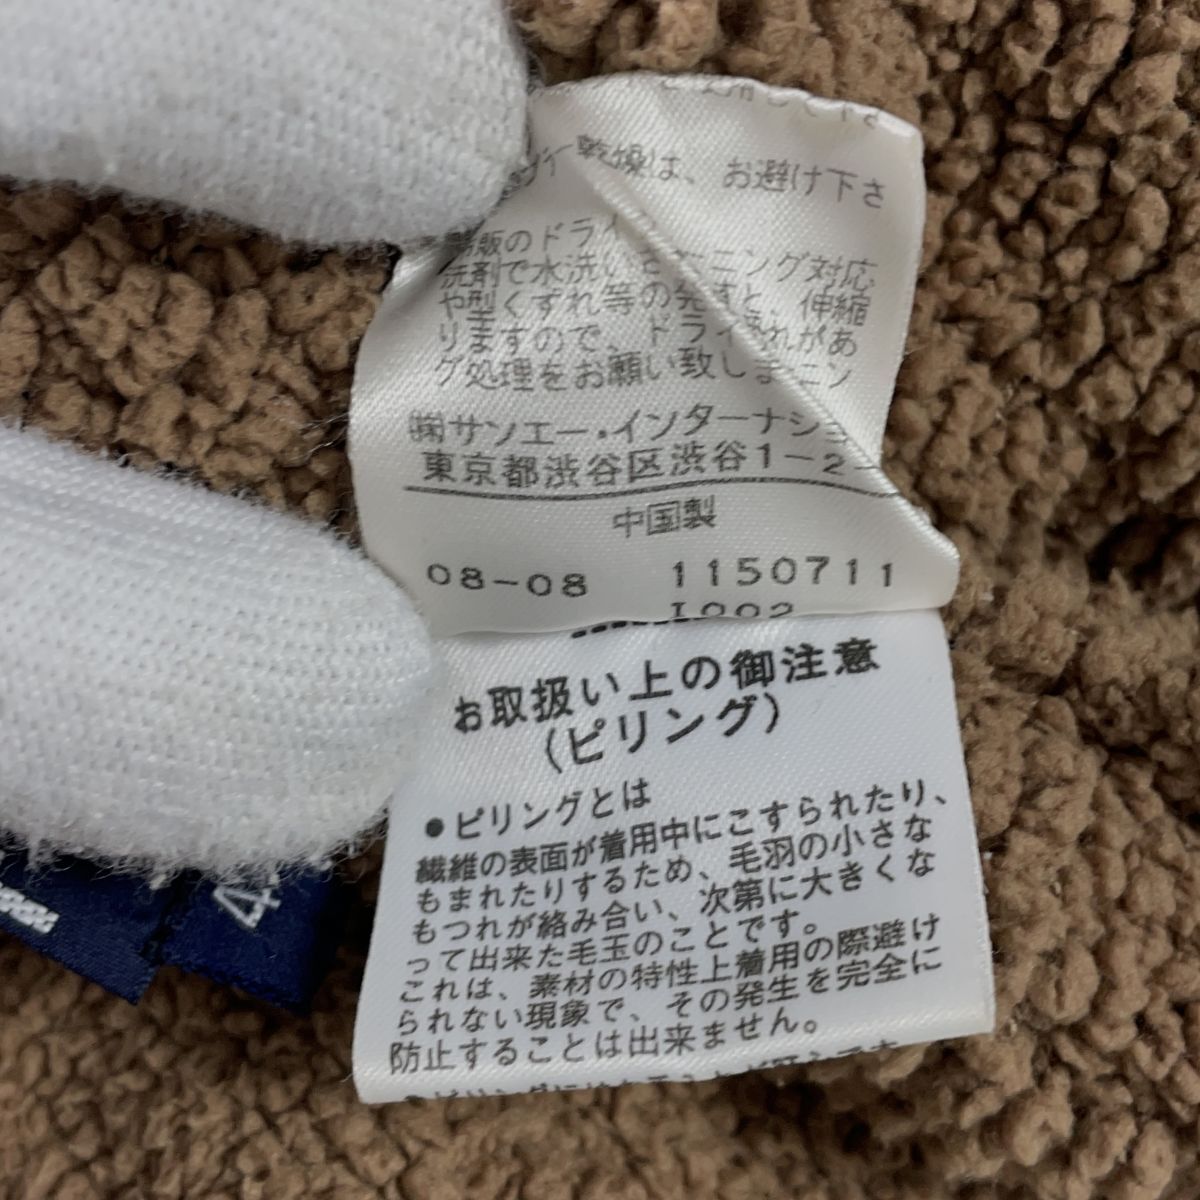 乾燥は、お避け下さ
販のドライ ニング対応
洗剤で水洗い
や型くずれ等の発 、伸縮
りますので、ドライ れがあ
グ処理をお願い致しま ニン
㈱サンエー・インターナショ
東京都渋谷区渋谷1-2-
中国製
08-08 1150711
I002
お取扱い上の御注意
(ピリング)
●ピリングとは
繊維の表面が着用中にこすられたり、
もまれたりするため、毛羽の小さな
もつれが絡み合い、次第に大きくな
って出来た毛玉のことです。
これは、素材の特性上着用の際避け
られない現象で、その発生を完全に
防止することは出来ません。
4